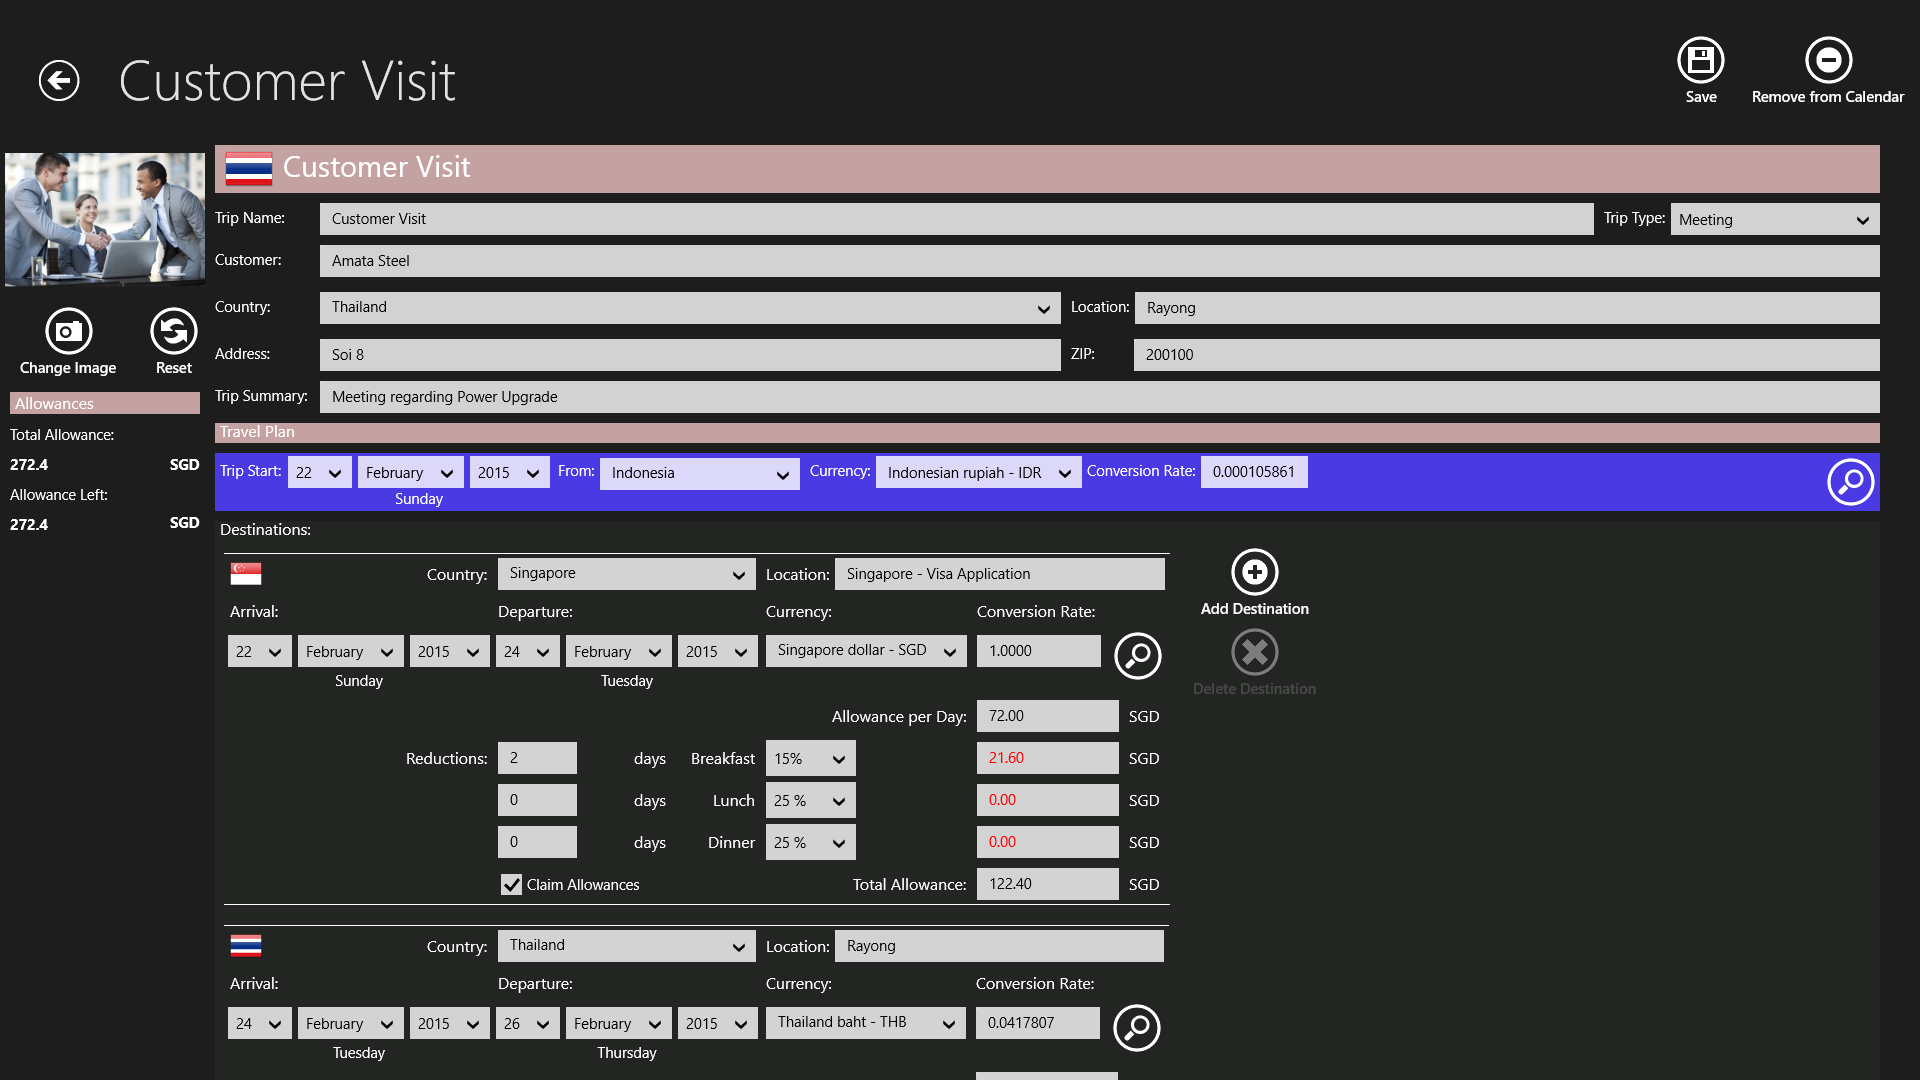 Customer Visit
Save
Remove from Calendar
Customer Visit
Trip Name: Customer Visit Trip Type: Meeting
Customer: Amata Steel
Country: Thailand Location: Rayong
Address: Soi 8 ZIP: 200100
Trip Summary: Meeting regarding Power Upgrade
Change Image Reset
Allowances
Total Allowance:
272.4 SGD
Allowance Left:
272.4 SGD
Travel Plan
Trip Start: 22 February 2015 From: Indonesia Currency: Indonesian rupiah - IDR Conversion Rate: 0.000105861
Sunday
Destinations:
Country: Singapore Location: Singapore - Visa Application
Arrival: Departure: Currency: Conversion Rate:
22 February 2015 24 February 2015 Singapore dollar - SGD 1.0000
Sunday Tuesday
Add Destination
Delete Destination
Allowance per Day: 72.00 SGD
Reductions: 2 days Breakfast 15% 21.60 SGD
0 days Lunch 25 % 0.00 SGD
0 days Dinner 25 % 0.00 SGD
Claim Allowances Total Allowance: 122.40 SGD
Country: Thailand Location: Rayong
Arrival: Departure: Currency: Conversion Rate:
24 February 2015 26 February 2015 Thailand baht - THB 0.0417807
Tuesday Thursday